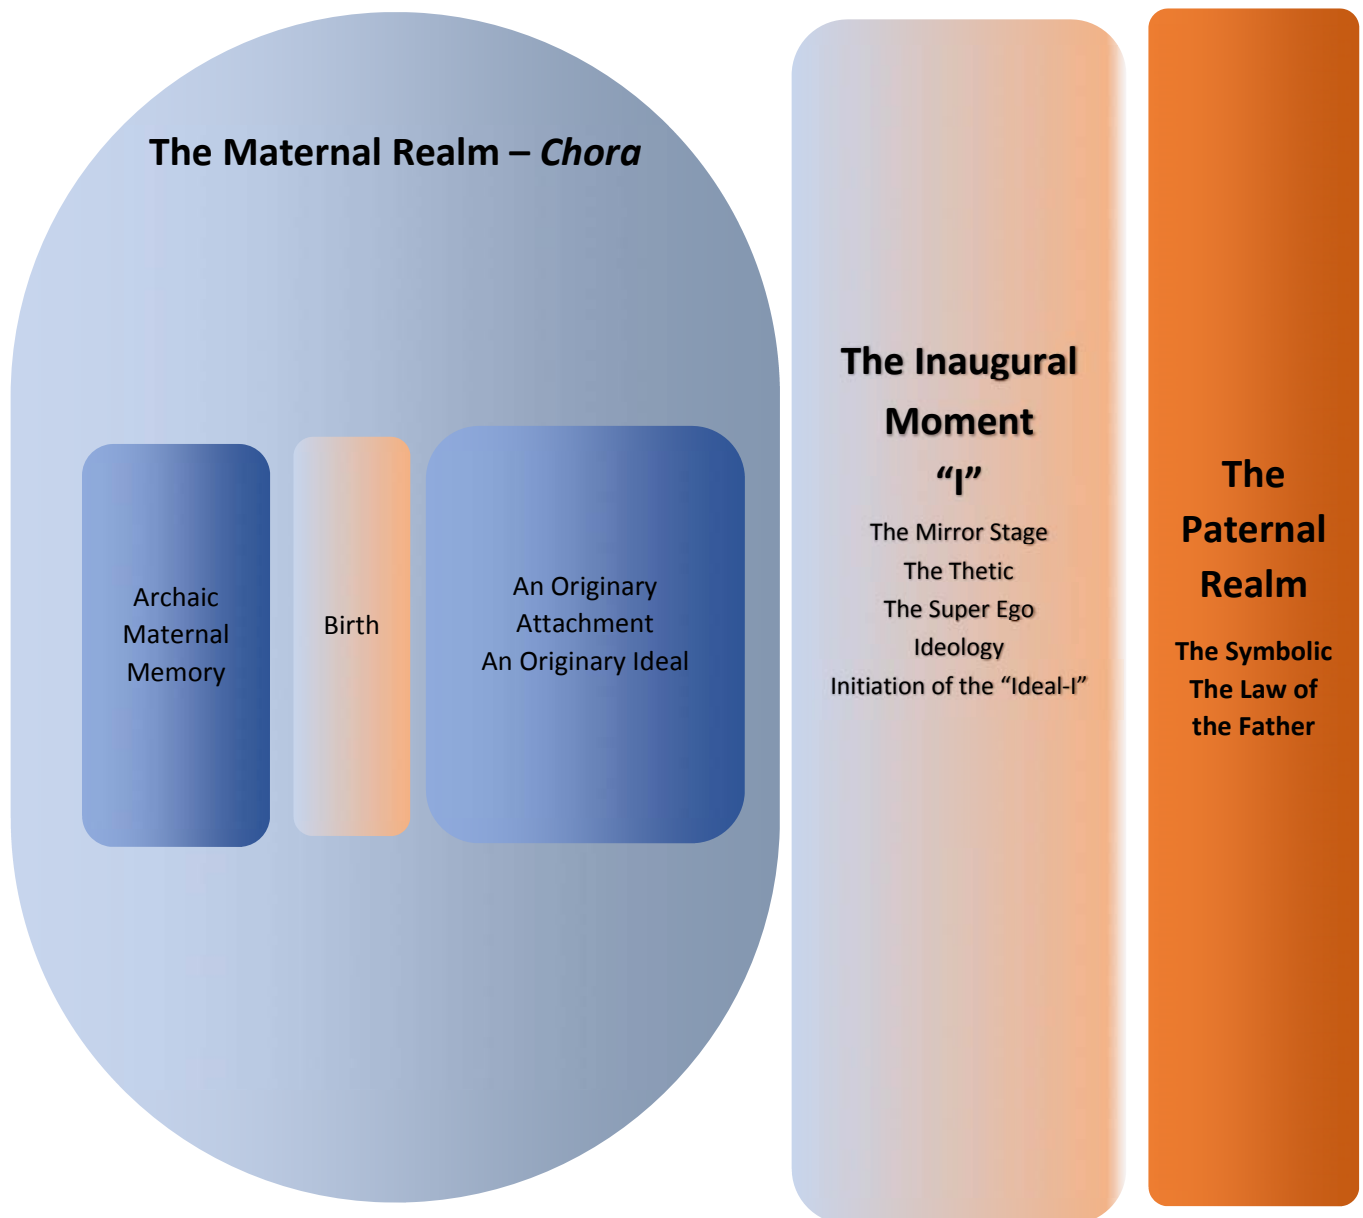 The Maternal Realm – Chora
Archaic
Maternal
Memory
Birth
An Originary
Attachment
An Originary Ideal
The Inaugural
Moment
“I”
The Mirror Stage
The Thetic
The Super Ego
Ideology
Initiation of the “Ideal-I”
The
Paternal
Realm
The Symbolic
The Law of
the Father